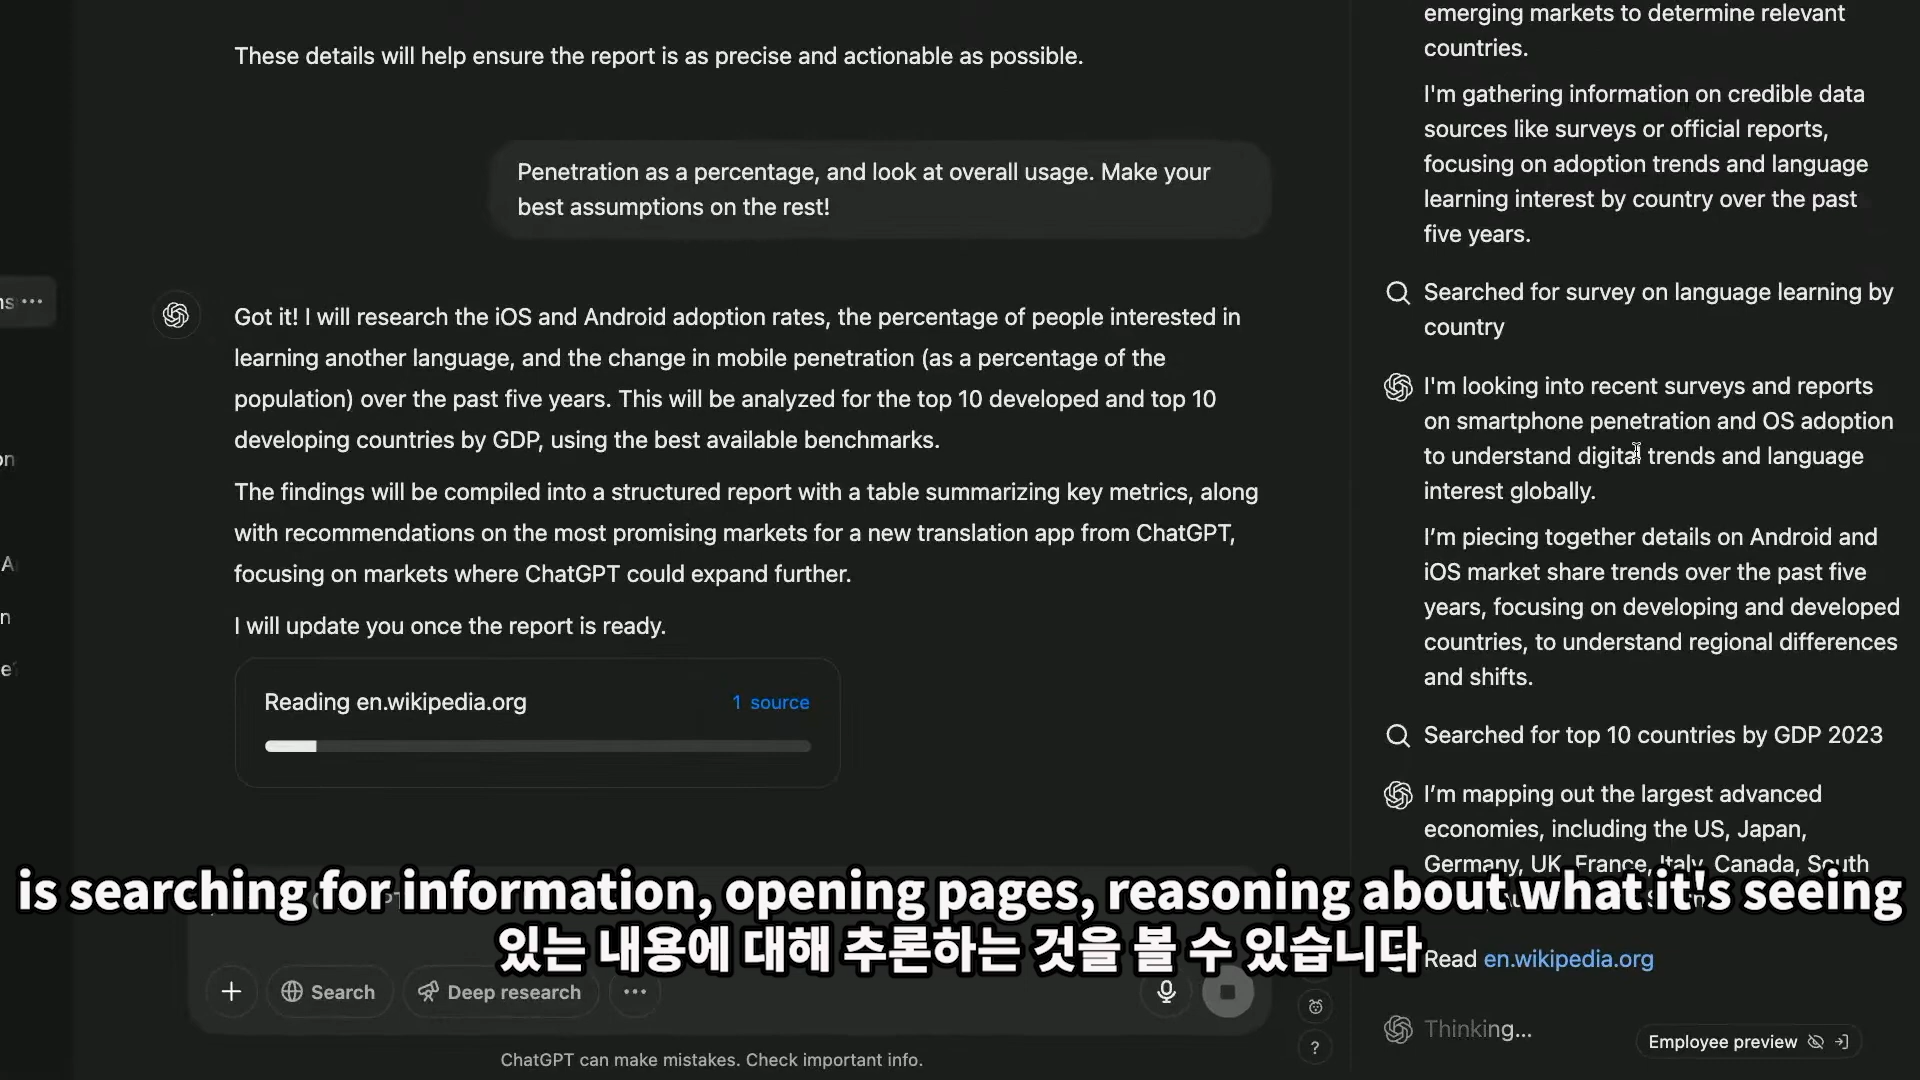 These details will help ensure the report is as precise and actionable as possible.
Penetration as a percentage, and look at overall usage. Make your
best assumptions on the rest!
ns ...
on
A
n
e
Got it! I will research the iOS and Android adoption rates, the percentage of people interested in
learning another language, and the change in mobile penetration (as a percentage of the
population) over the past five years. This will be analyzed for the top 10 developed and top 10
developing countries by GDP, using the best available benchmarks.
The findings will be compiled into a structured report with a table summarizing key metrics, along
with recommendations on the most promising markets for a new translation app from ChatGPT,
focusing on markets where ChatGPT could expand further.
I will update you once the report is ready.
Reading en.wikipedia.org
1 source
+
Search
Deep research
...
ChatGPT can make mistakes. Check important info.
emerging markets to determine relevant
countries.
I'm gathering information on credible data
sources like surveys or official reports,
focusing on adoption trends and language
learning interest by country over the past
five years.
Searched for survey on language learning by
country
I'm looking into recent surveys and reports
on smartphone penetration and OS adoption
to understand digital trends and language
interest globally.
I'm piecing together details on Android and
iOS market share trends over the past five
years, focusing on developing and developed
countries, to understand regional differences
and shifts.
Searched for top 10 countries by GDP 2023
I'm mapping out the largest advanced
economies, including the US, Japan,
Germany, UK, France, Italy, Canada, South
Read en.wikipedia.org
Thinking...
Employee preview
?
is searching for information, opening pages, reasoning about what it's seeing
있는 내용에 대해 추론하는 것을 볼 수 있습니다